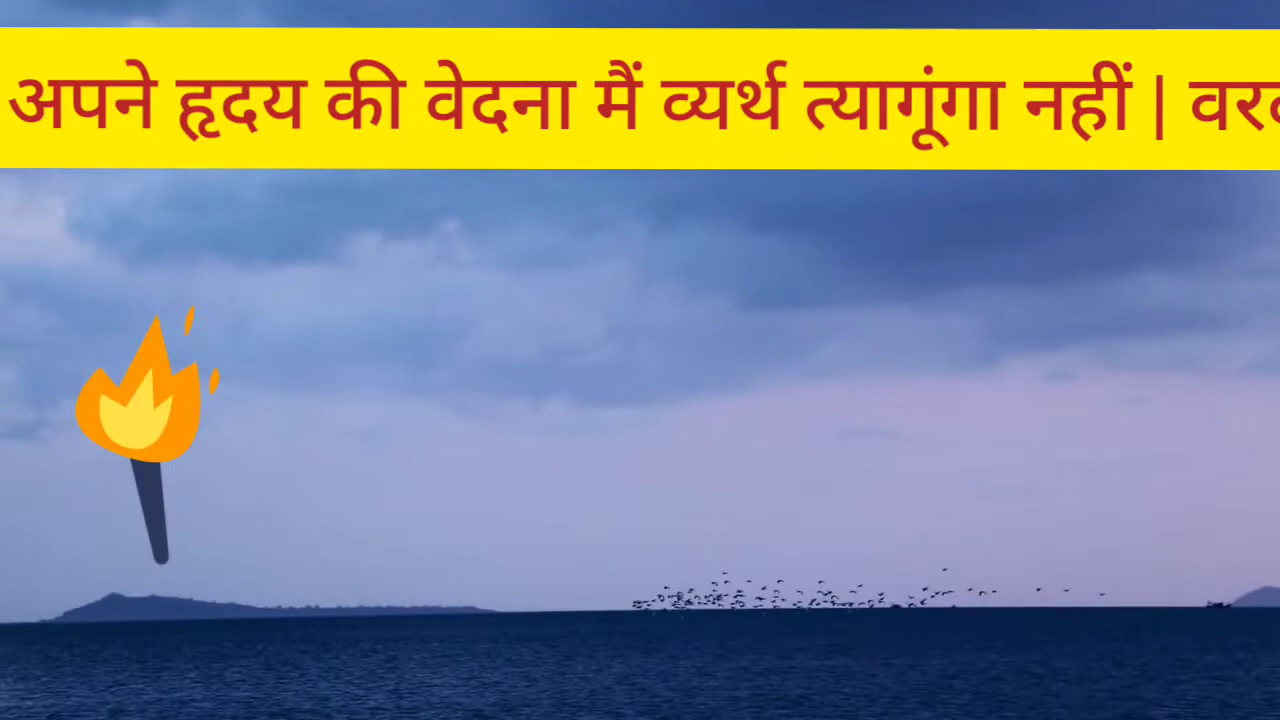 अपने हृदय की वेदना मैं व्यर्थ त्यागूंगा नहीं |